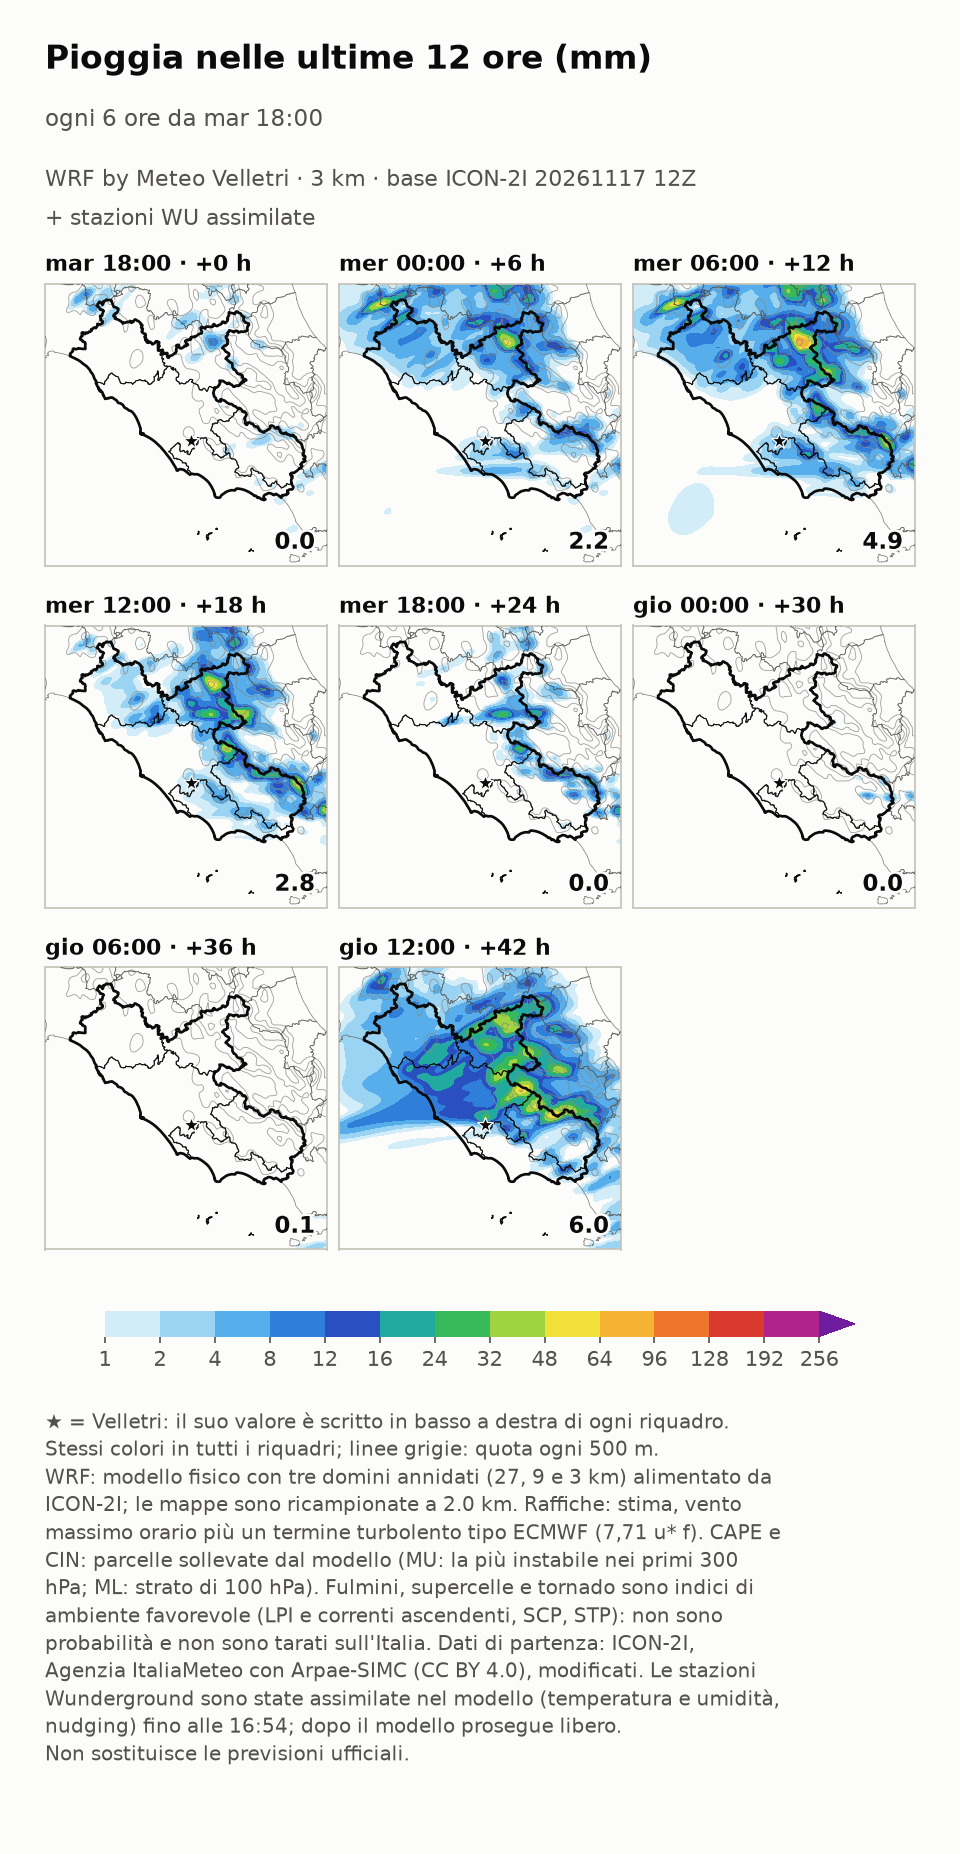 Pioggia nelle ultime 12 ore (mm)
ogni 6 ore da mar 18:00
WRF by Meteo Velletri · 3 km · base ICON-2I 20261117 12Z
+ stazioni WU assimilate
mar 18:00 · +0 h
mer 00:00 · +6 h
mer 06:00 · +12 h
0.0
2.2
4.9
mer 12:00 · +18 h
mer 18:00 · +24 h
gio 00:00 · +30 h
2.8
0.0
0.0
gio 06:00 · +36 h
gio 12:00 · +42 h
0.1
6.0
1 2 4 8 12 16 24 32 48 64 96 128 192 256
★ = Velletri: il suo valore è scritto in basso a destra di ogni riquadro.
Stessi colori in tutti i riquadri; linee grigie: quota ogni 500 m.
WRF: modello fisico con tre domini annidati (27, 9 e 3 km) alimentato da
ICON-2I; le mappe sono ricampionate a 2.0 km. Raffiche: stima, vento
massimo orario più un termine turbolento tipo ECMWF (7,71 u* f). CAPE e
CIN: parcelle sollevate dal modello (MU: la più instabile nei primi 300
hPa; ML: strato di 100 hPa). Fulmini, supercelle e tornado sono indici di
ambiente favorevole (LPI e correnti ascendenti, SCP, STP): non sono
probabilità e non sono tarati sull'Italia. Dati di partenza: ICON-2I,
Agenzia ItaliaMeteo con Arpae-SIMC (CC BY 4.0), modificati. Le stazioni
Wunderground sono state assimilate nel modello (temperatura e umidità,
nudging) fino alle 16:54; dopo il modello prosegue libero.
Non sostituisce le previsioni ufficiali.